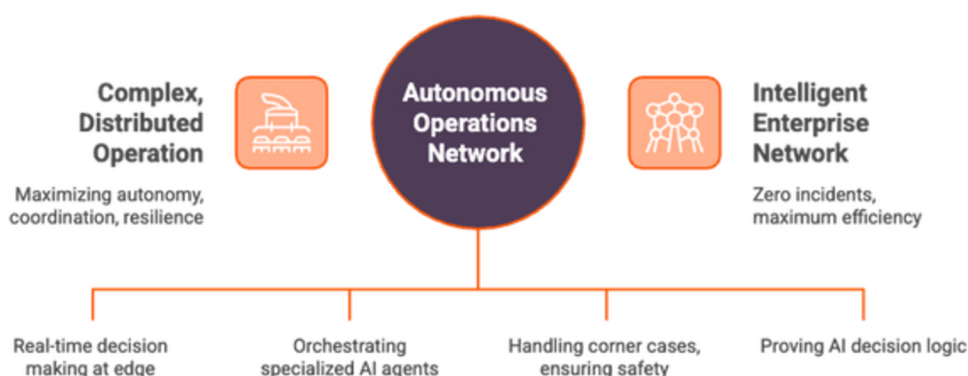 Complex,
Distributed
Operation
Maximizing autonomy,
coordination, resilience
Autonomous
Operations
Network
Intelligent
Enterprise
Network
Zero incidents,
maximum efficiency
Real-time decision
making at edge
Orchestrating
specialized AI agents
Handling corner cases,
ensuring safety
Proving AI decision logic